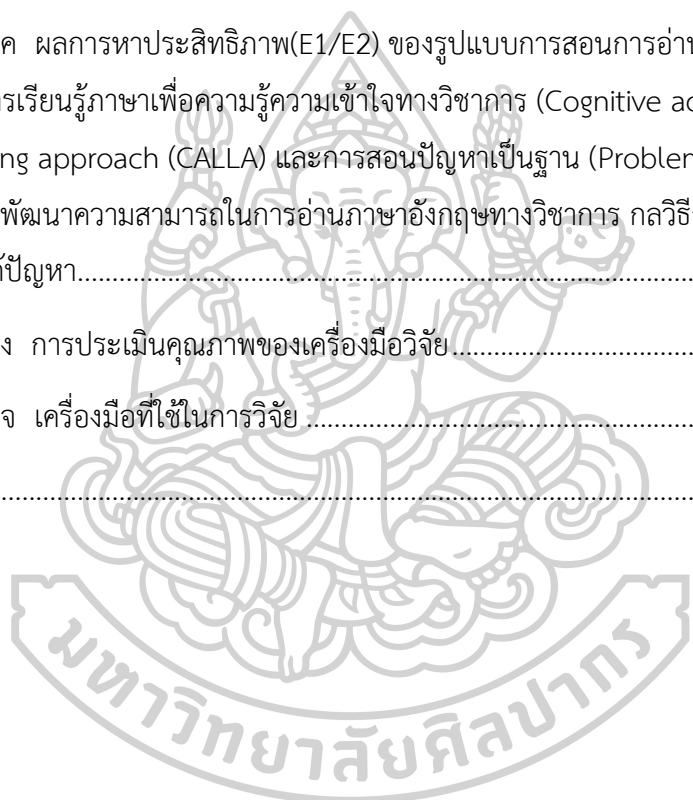 ค ผลการหาประสิทธิภาพ(E1/E2) ของรูปแบบการสอนการอ่าน
ารเรียนรู้ภาษาเพื่อความรู้ความเข้าใจทางวิชาการ (Cognitive ac
ng approach (CALLA) และการสอนปัญหาเป็นฐาน (Problem
พัฒนาความสามารถในการอ่านภาษาอังกฤษทางวิชาการ กลวิธี
ก้ปัญหา
ง การประเมินคุณภาพของเครื่องมือวิจัย
จ เครื่องมือที่ใช้ในการวิจัย
มหาวิทยาลัยศิลปากร